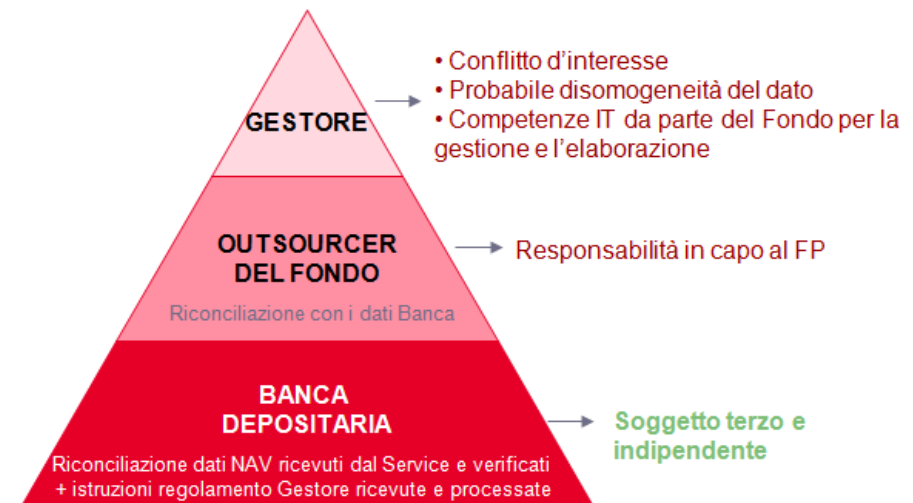 GESTORE
• Conflitto d'interesse
• Probabile disomogeneità del dato
• Competenze IT da parte del Fondo per la
gestione e l'elaborazione
OUTSOURCER
DEL FONDO
Riconciliazione con i dati Banca
Responsabilità in capo al FP
BANCA
DEPOSITARIA
Riconciliazione dati NAV ricevuti dal Service e verificati
+ istruzioni regolamento Gestore ricevute e processate
Soggetto terzo e
indipendente